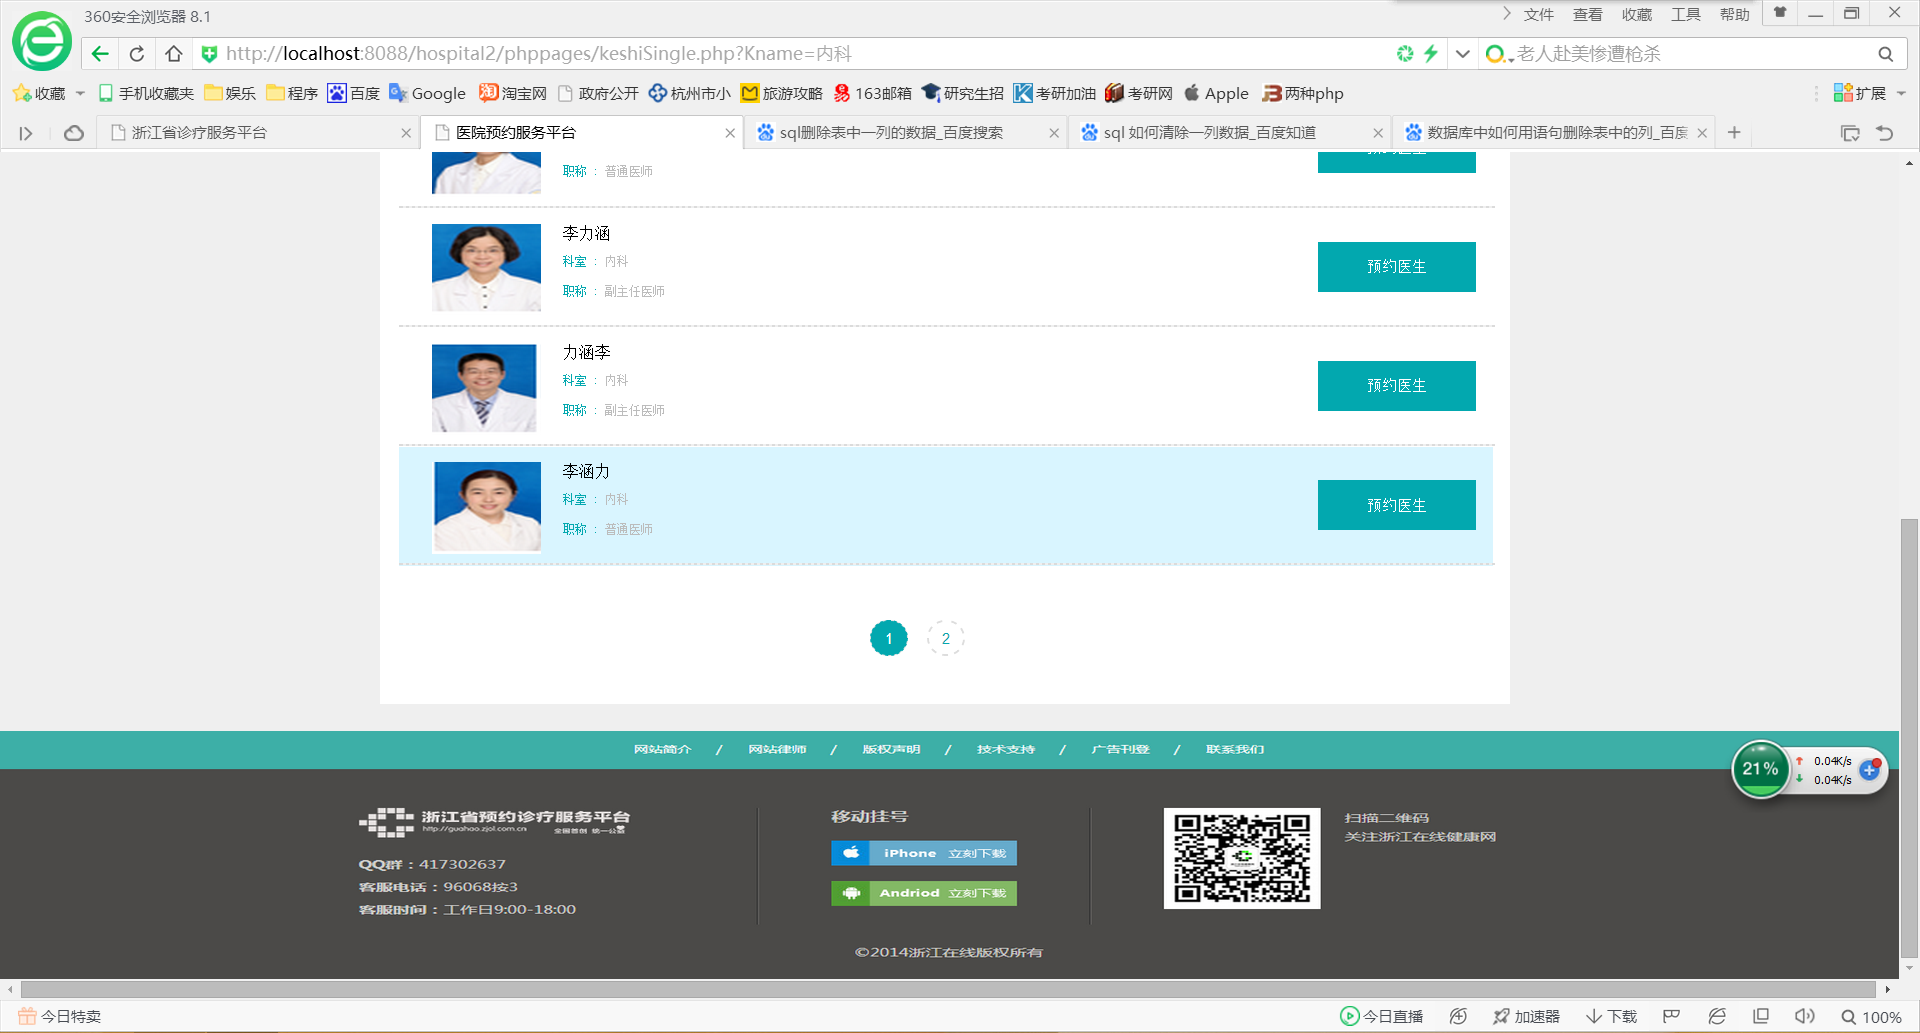 360安全浏览器 8.1
文件 查看 收藏 工具 帮助
http://localhost:8088/hospital2/phppages/keshiSingle.php?Kname=内科
老人赴美惨遭枪杀
收藏 手机收藏夹 娱乐 程序 百度 Google 淘宝网 政府公开 杭州市小 旅游攻略 163邮箱 研究生招 考研加油 考研网 Apple 两种php 扩展
浙江省诊疗服务平台 医院预约服务平台 sql删除表中一列的数据_百度搜索 sql 如何清除一列数据_百度知道 数据库中如何用语句删除表中的列_百度
职称 ： 普通医师
李力涵
科室 ： 内科
职称 ： 副主任医师
预约医生
力涵李
科室 ： 内科
职称 ： 副主任医师
预约医生
李涵力
科室 ： 内科
职称 ： 普通医师
预约医生
1 2
网站简介 / 网站律师 / 版权声明 / 技术支持 / 广告刊登 / 联系我们
21%
0.04K/s
0.04K/s
浙江省预约诊疗服务平台
http://guahao.zjol.com.cn 全国首创 统一公益
QQ群：417302637
客服电话：96068按3
客服时间：工作日9:00-18:00
移动挂号
iPhone 立刻下载
Andriod 立刻下载
扫描二维码
关注浙江在线健康网
©2014浙江在线版权所有
今日特卖
今日直播 加速器 下载 100%